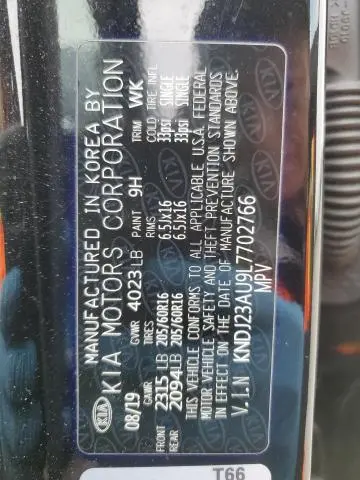 MANUFACTURED IN KOREA BY
KIA MOTORS CORPORATION
08/19 GVWR 4023 LB PAINT 9H TRIM WK
GAWR TIRES RIMS COLD TIRE INFL
FRONT 2315 LB 205/60R16 6.5Jx16 33psi SINGLE
REAR 2094 LB 205/60R16 6.5Jx16 33psi SINGLE
THIS VEHICLE CONFORMS TO ALL APPLICABLE U.S.A. FEDERAL
MOTOR VEHICLE SAFETY AND THEFT PREVENTION STANDARDS
IN EFFECT ON THE DATE OF MANUFACTURE SHOWN ABOVE.
V.I.N KNDJ23AU9L7702766
MPV
KIA
T66